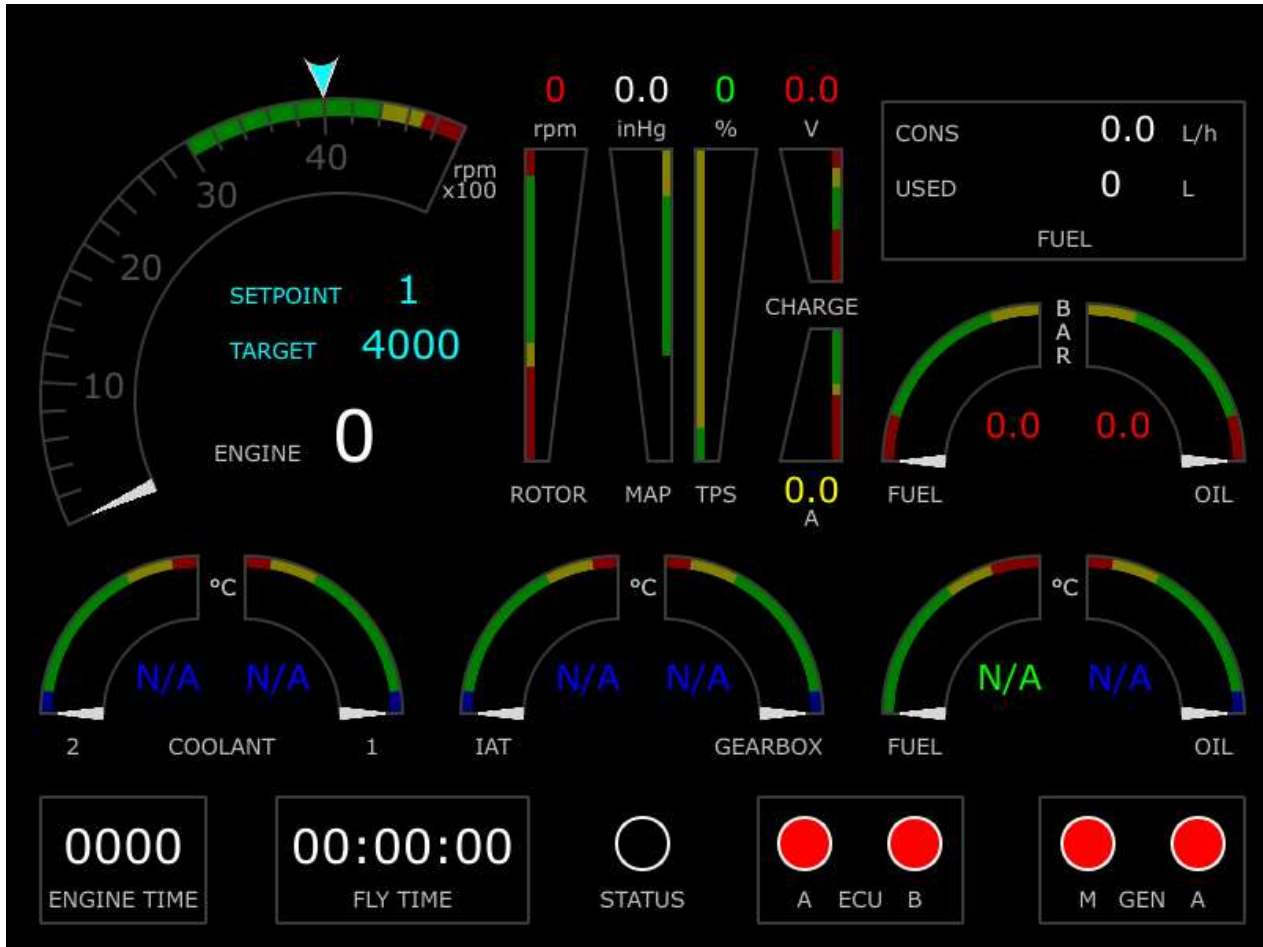 0 0.0 0 0.0
rpm inHg % V
CONS 0.0 L/h
USED 0 L
FUEL
40
30
20
10
rpm
x100
SETPOINT 1
TARGET 4000
ENGINE 0
CHARGE
ROTOR MAP TPS 0.0
A
B
A
R
0.0 0.0
FUEL OIL
°C °C °C
N/A N/A N/A N/A N/A N/A
2 COOLANT 1 IAT GEARBOX FUEL OIL
0000 00:00:00
ENGINE TIME FLY TIME STATUS A ECU B M GEN A